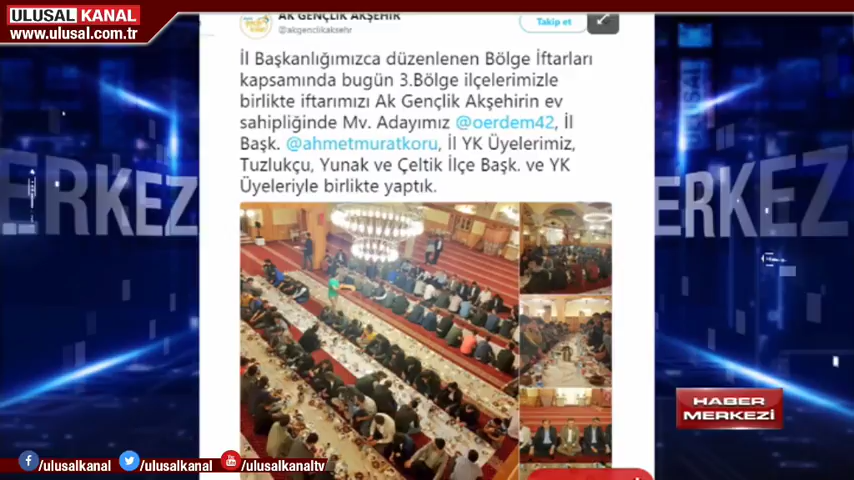 ULUSAL KANAL
www.ulusal.com.tr
AK GENÇLİK AKŞEHİR
@akgenclikaksehr
Takip et
İl Başkanlığımızca düzenlenen Bölge İftarları
kapsamında bugün 3.Bölge ilçelerimizle
birlikte iftarımızı Ak Gençlik Akşehirin ev
sahipliğinde Mv. Adayımız @oerdem42, İl
Başk. @ahmetmuratkoru, İl YK Üyelerimiz,
Tuzlukçu, Yunak ve Çeltik İlçe Başk. ve YK
Üyeleriyle birlikte yaptık.
ERKEZ
MERKEZ
HABER
MERKEZİ
/ulusalkanal
/ulusalkanal
/ulusalkanaltv